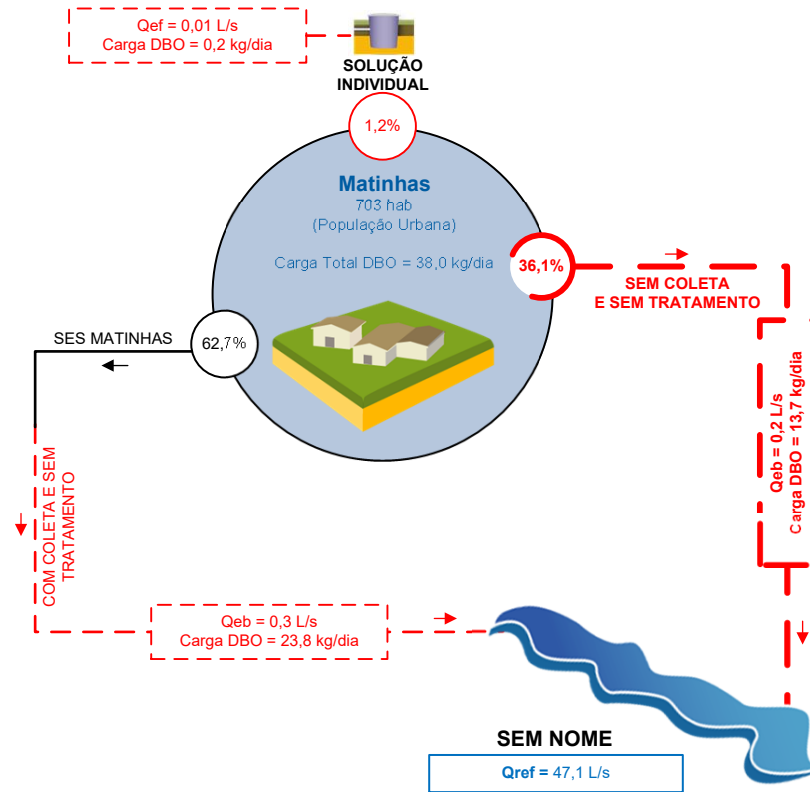 Qef = 0,01 L/s
Carga DBO = 0,2 kg/dia
SOLUÇÃO
INDIVIDUAL
1,2%
Matinhas
703 hab
(População Urbana)
Carga Total DBO = 38,0 kg/dia
36,1%
SEM COLETA
E SEM TRATAMENTO
SES MATINHAS
62,7%
Qeb = 0,2 L/s
Carga DBO = 13,7 kg/dia
COM COLETA E SEM
TRATAMENTO
Qeb = 0,3 L/s
Carga DBO = 23,8 kg/dia
SEM NOME
Qref = 47,1 L/s